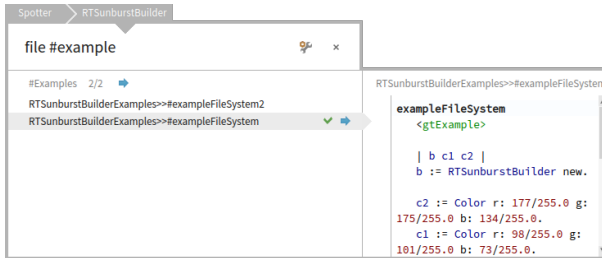 Spotter
RTSunburstBuilder
file #example
#Examples 2/2
RTSunburstBuilderExamples>>#exampleFileSystem2
RTSunburstBuilderExamples>>#exampleFileSystem
RTSunburstBuilderExamples>>#exampleFileSystem
exampleFileSystem
<gtExample>
| b c1 c2 |
b := RTSunburstBuilder new.
c2 := Color r: 177/255.0 g:
175/255.0 b: 134/255.0.
c1 := Color r: 98/255.0 g:
101/255.0 b: 73/255.0.